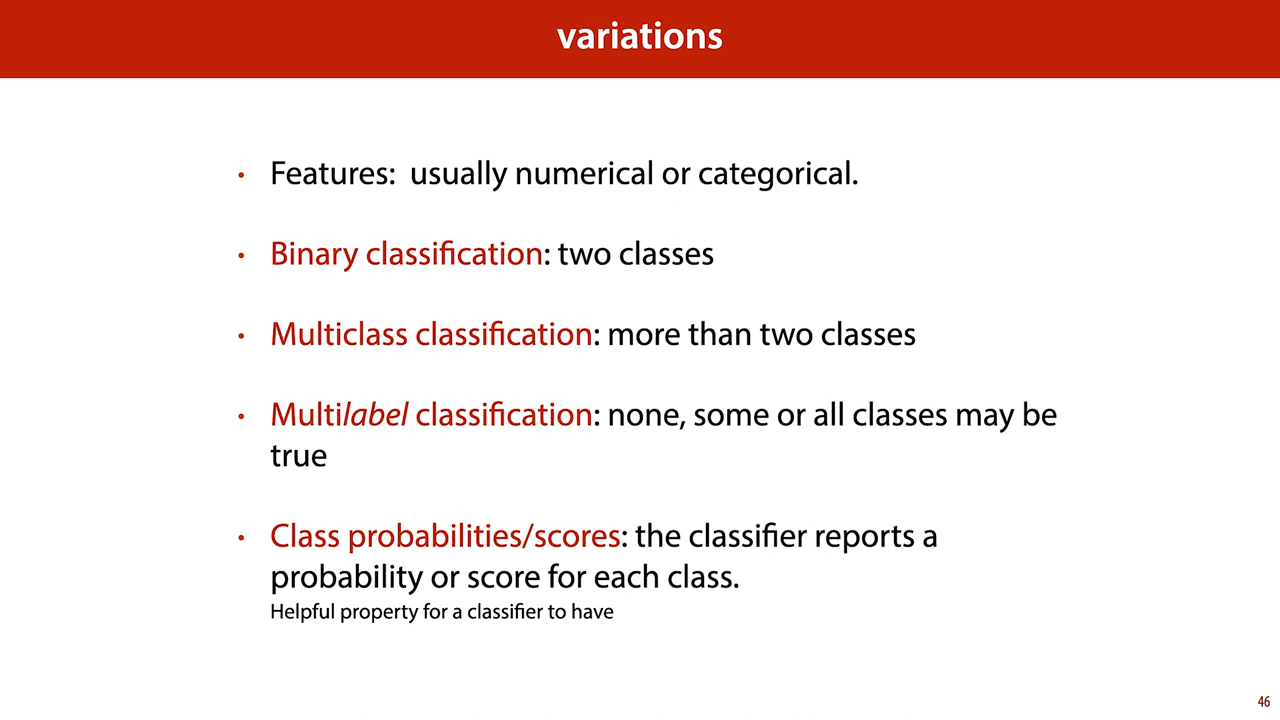 variations
• Features: usually numerical or categorical.
• Binary classification: two classes
• Multiclass classification: more than two classes
• Multilabel classification: none, some or all classes may be
true
• Class probabilities/scores: the classifier reports a
probability or score for each class.
Helpful property for a classifier to have
46